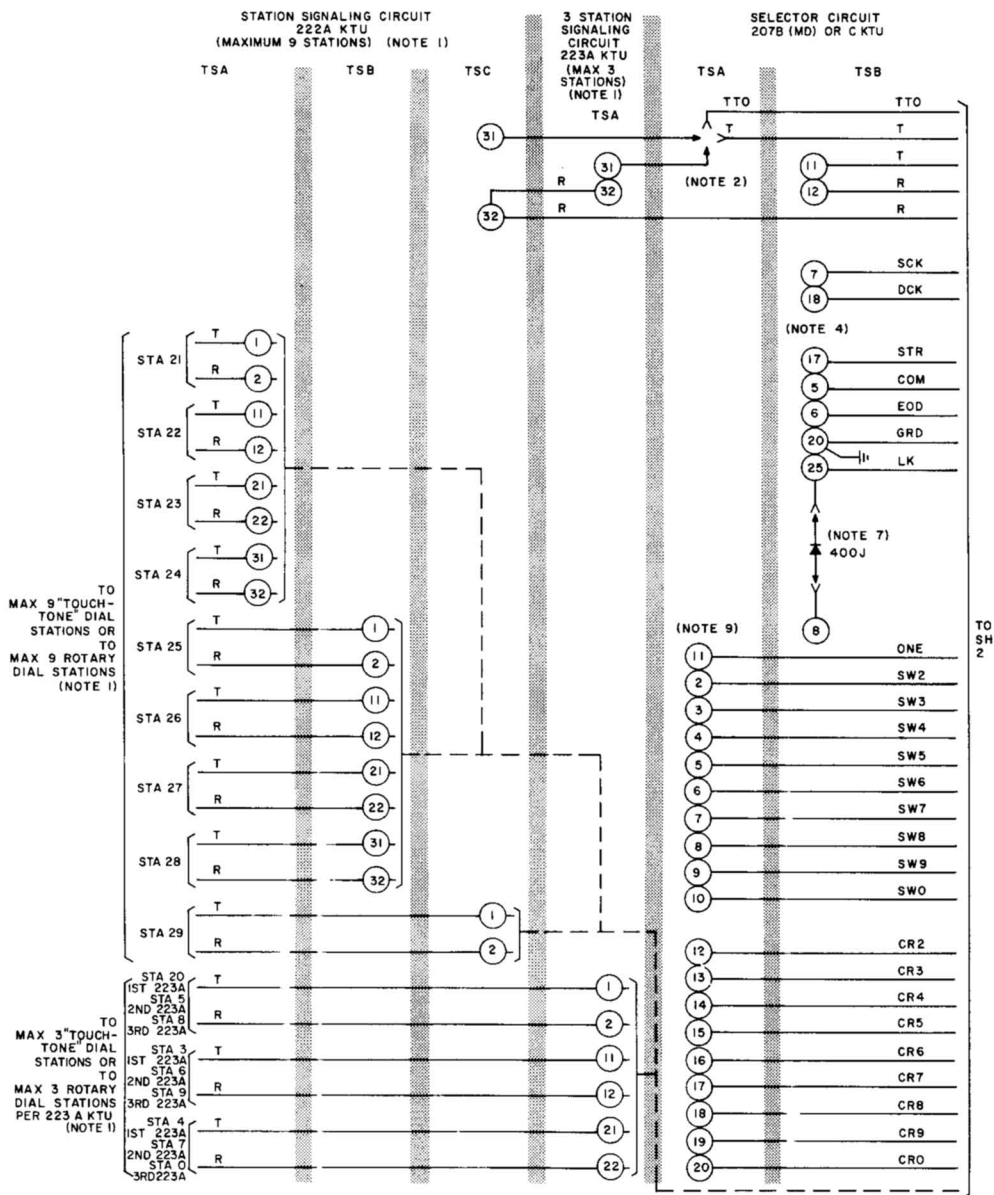 STATION SIGNALING CIRCUIT
222A KTU
(MAXIMUM 9 STATIONS) (NOTE 1)
TSA
TSB
TSC
3 STATION
SIGNALING
CIRCUIT
223A KTU
(MAX 3
STATIONS)
(NOTE 1)
TSA
SELECTOR CIRCUIT
207B (MD) OR C KTU
TSA
TSB
TTO
TTO
31
T
T
31
(NOTE 2)
11
T
R
32
12
R
32
R
R
7
SCK
18
DCK
(NOTE 4)
17
STR
5
COM
6
EOD
20
GRD
25
LK
(NOTE 7)
400J
8
TO
SH
2
TO
MAX 9 "TOUCH-
TONE" DIAL
STATIONS OR
TO
MAX 9 ROTARY
DIAL STATIONS
(NOTE 1)
STA 21
T
1
R
2
STA 22
T
11
R
12
STA 23
T
21
R
22
STA 24
T
31
R
32
STA 25
T
1
R
2
STA 26
T
11
R
12
STA 27
T
21
R
22
STA 28
T
31
R
32
STA 29
T
1
R
2
TO
MAX 3 "TOUCH-
TONE" DIAL
STATIONS OR
TO
MAX 3 ROTARY
DIAL STATIONS
PER 223 A KTU
(NOTE 1)
STA 20
1ST 223A
STA 5
2ND 223A
STA 8
3RD 223A
T
1
R
2
STA 3
1ST 223A
STA 6
2ND 223A
STA 9
3RD 223A
T
11
R
12
STA 4
1ST 223A
STA 7
2ND 223A
STA 0
3RD 223A
T
21
R
22
(NOTE 9)
11
ONE
2
SW2
3
SW3
4
SW4
5
SW5
6
SW6
7
SW7
8
SW8
9
SW9
10
SWO
12
CR2
13
CR3
14
CR4
15
CR5
16
CR6
17
CR7
18
CR8
19
CR9
20
CRO